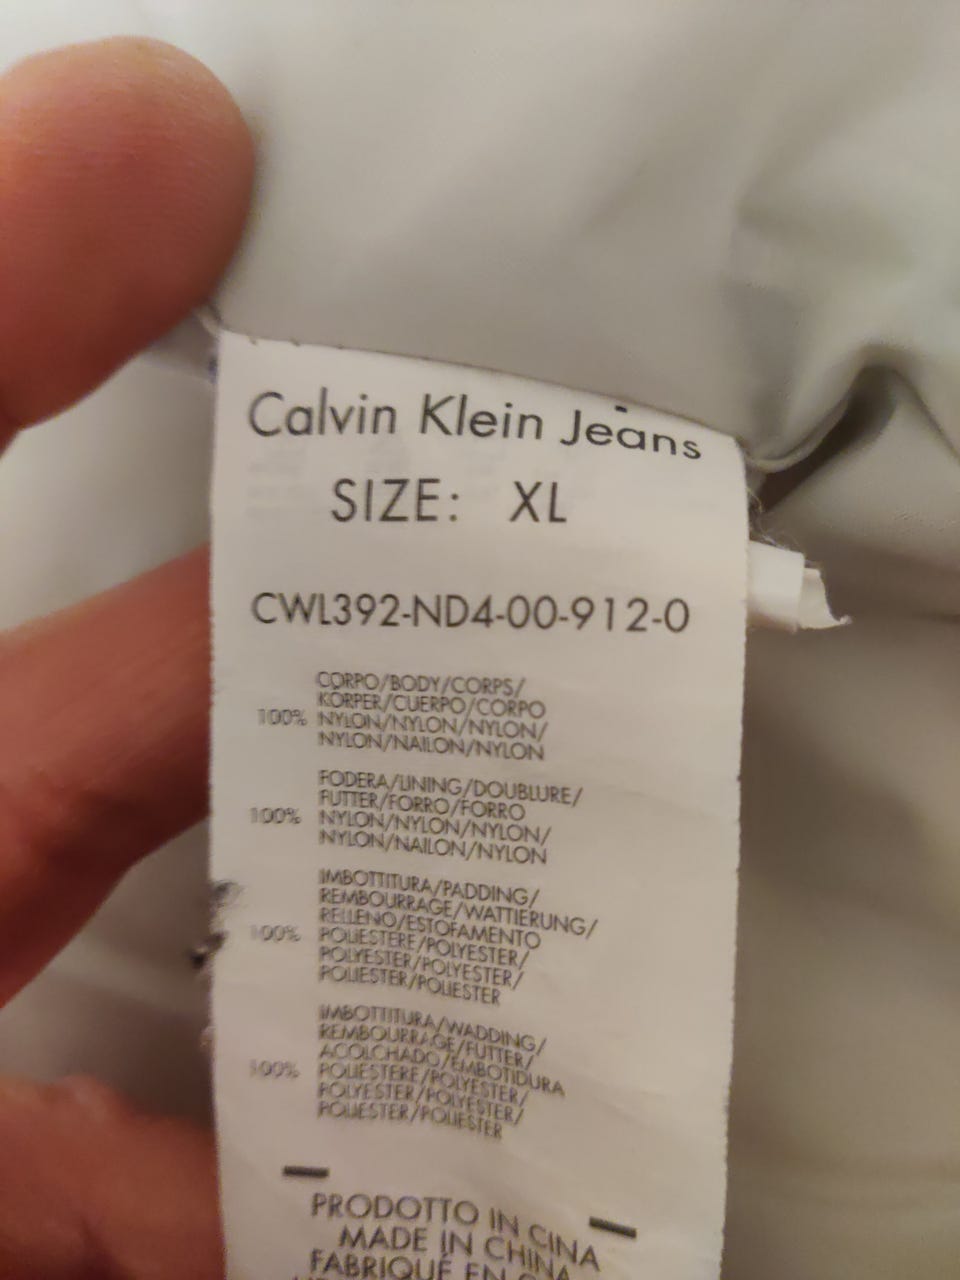 Calvin Klein Jeans
SIZE: XL
CWL392-ND4-00-912-0
CORPO/BODY/CORPS/
KÖRPER/CUERPO/CORPO
100% NYLON/NYLON/NYLON/
NYLON/NAILON/NYLON
FODERA/LINING/DOUBLURE/
FUTTER/FORRO/FORRO
100% NYLON/NYLON/NYLON/
NYLON/NAILON/NYLON
IMBOTTITURA/PADDING/
REMBOURRAGE/WATTIERUNG/
RELLENO/ESTOFAMENTO
100% POLIESTERE/POLYESTER/
POLYESTER/POLYESTER/
POLIESTER/POLIESTER
IMBOTTITURA/WADDING/
REMBOURRAGE/FUTTER/
ACOLCHADO/EMBOTIDURA
100% POLIESTERE/POLYESTER/
POLYESTER/POLYESTER/
POLIESTER/POLIESTER
PRODOTTO IN CINA
MADE IN CHINA
FABRIQUÉ EN